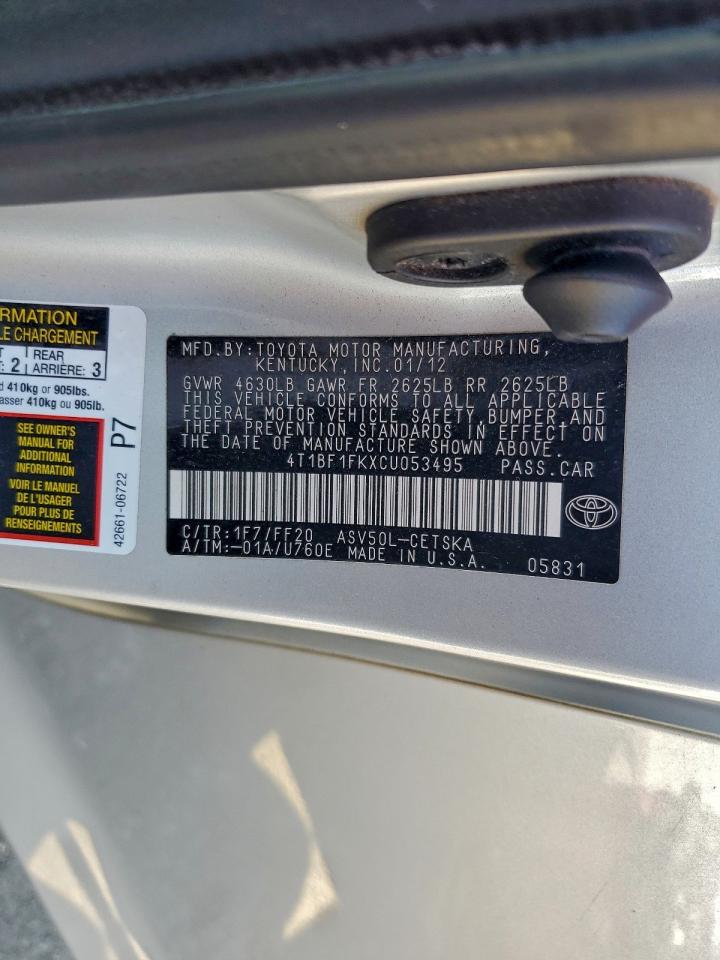 ORMATION
LE CHARGEMENT
2
REAR
ARRIÈRE: 3
410kg or 905lbs.
asser 410kg ou 905lb.
SEE OWNER'S
MANUAL FOR
ADDITIONAL
INFORMATION
VOIR LE MANUEL
DE L'USAGER
POUR PLUS DE
RENSEIGNEMENTS
P7
42661-06722
MFD.BY:TOYOTA MOTOR MANUFACTURING,
KENTUCKY, INC.01/12
GVWR 4630LB GAWR FR 2625LB RR 2625LB
THIS VEHICLE CONFORMS TO ALL APPLICABLE
FEDERAL MOTOR VEHICLE SAFETY, BUMPER AND
THEFT PREVENTION STANDARDS IN EFFECT ON
THE DATE OF MANUFACTURE SHOWN ABOVE.
4T1BF1FKXCU053495 PASS.CAR
C/TR:1F7/FF20 ASV50L-CETSKA
A/TM:-01A/U760E MADE IN U.S.A. 05831